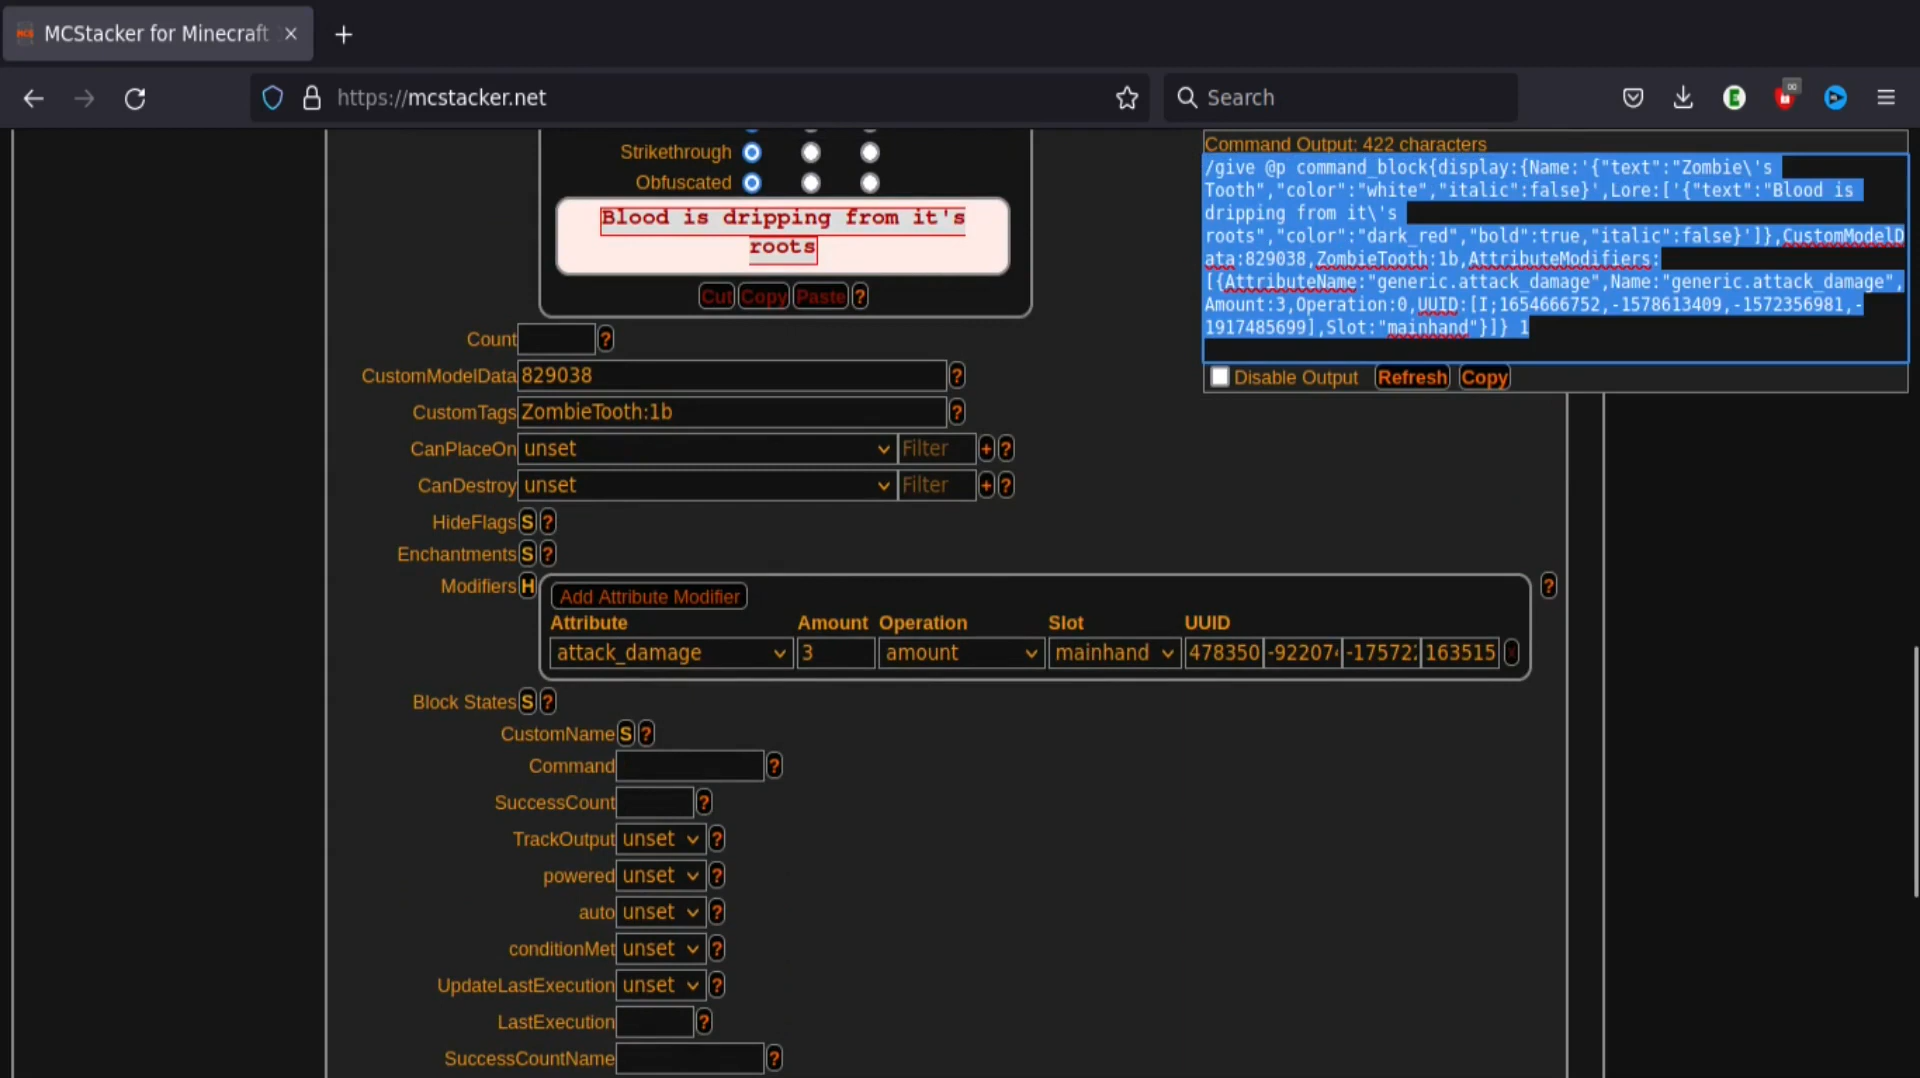 MCStacker for Minecraft
https://mcstacker.net
Search
∞
Strikethrough
Obfuscated
Blood is dripping from it's
roots
Cut Copy Paste ?
Count ?
CustomModelData 829038 ?
CustomTags ZombieTooth:1b ?
CanPlaceOn unset Filter + ?
CanDestroy unset Filter + ?
HideFlags S ?
Enchantments S ?
Modifiers H ?
Add Attribute Modifier
Attribute Amount Operation Slot UUID
attack_damage 3 amount mainhand 478350 -92207 -17572 163515
Block States S ?
CustomName S ?
Command ?
SuccessCount ?
TrackOutput unset ?
powered unset ?
auto unset ?
conditionMet unset ?
UpdateLastExecution unset ?
LastExecution ?
SuccessCountName ?
Command Output: 422 characters
/give @p command_block{display:{Name:'{"text":"Zombie\'s
Tooth","color":"white","italic":false}',Lore:['{"text":"Blood is
dripping from it\'s
roots","color":"dark_red","bold":true,"italic":false}']},CustomModelD
ata:829038,ZombieTooth:1b,AttributeModifiers:
[{AttributeName:"generic.attack_damage",Name:"generic.attack_damage",
Amount:3,Operation:0,UUID:[I;1654666752,-1578613409,-1572356981,-
1917485699],Slot:"mainhand"}]} 1
Disable Output Refresh Copy